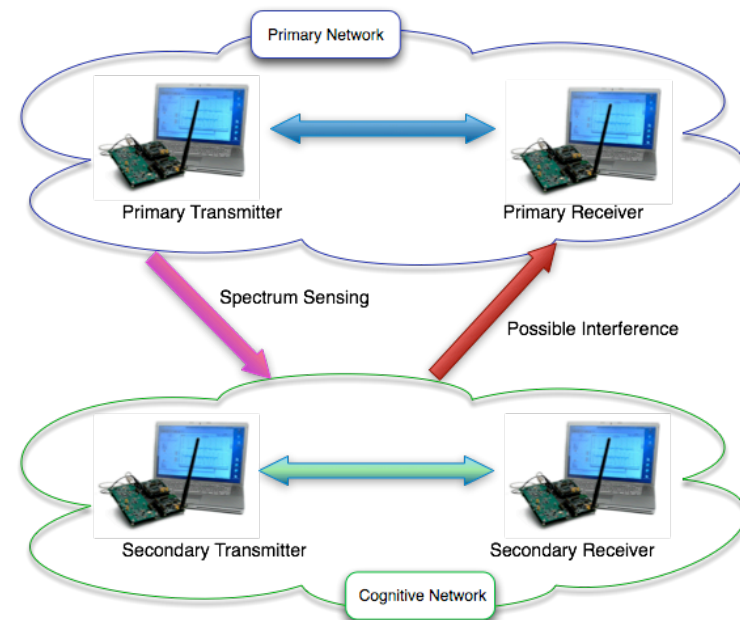 Primary Network
Primary Transmitter
Primary Receiver
Spectrum Sensing
Possible Interference
Secondary Transmitter
Secondary Receiver
Cognitive Network